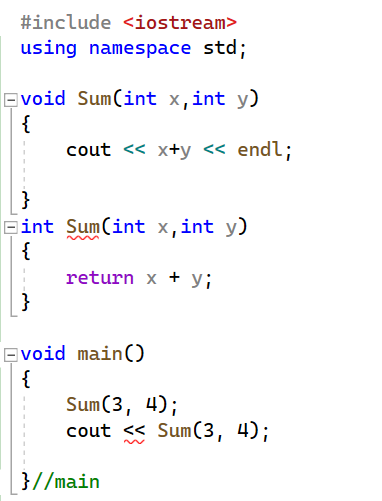 #include <iostream>
using namespace std;
void Sum(int x,int y)
{
cout << x+y << endl;
}
int Sum(int x,int y)
{
return x + y;
}
void main()
{
Sum(3, 4);
cout << Sum(3, 4);
}//main